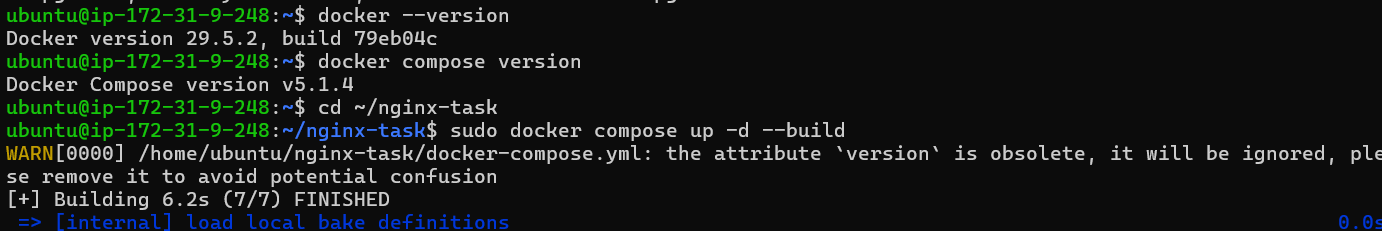 ubuntu@ip-172-31-9-248:~$ docker --version
Docker version 29.5.2, build 79eb04c
ubuntu@ip-172-31-9-248:~$ docker compose version
Docker Compose version v5.1.4
ubuntu@ip-172-31-9-248:~$ cd ~/nginx-task
ubuntu@ip-172-31-9-248:~/nginx-task$ sudo docker compose up -d --build
WARN[0000] /home/ubuntu/nginx-task/docker-compose.yml: the attribute `version` is obsolete, it will be ignored, ple
se remove it to avoid potential confusion
[+] Building 6.2s (7/7) FINISHED
=> [internal] load local bake definitions 0.0s